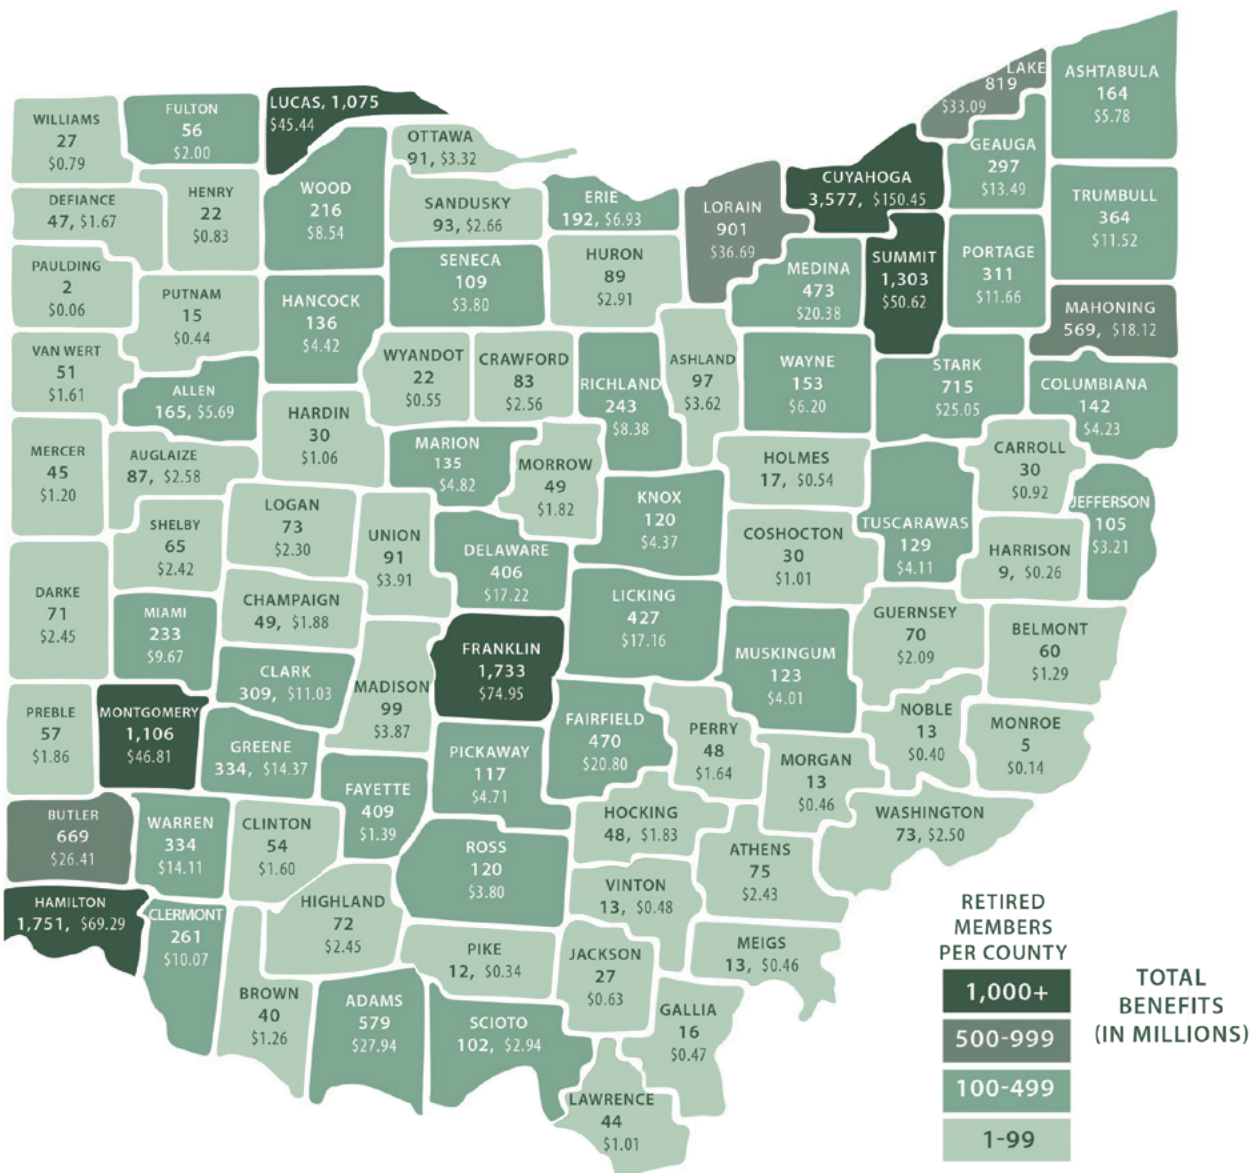 LAKE
819
$33.09
ASHTABULA
164
$5.78
WILLIAMS
27
$0.79
FULTON
56
$2.00
LUCAS, 1,075
$45.44
OTTAWA
91, $3.32
GEAUGA
297
$13.49
CUYAHOGA
3,577, $150.45
DEFIANCE
47, $1.67
HENRY
22
$0.83
WOOD
216
$8.54
SANDUSKY
93, $2.66
ERIE
192, $6.93
LORAIN
901
$36.69
TRUMBULL
364
$11.52
PAULDING
2
$0.06
PUTNAM
15
$0.44
HANCOCK
136
$4.42
SENECA
109
$3.80
HURON
89
$2.91
MEDINA
473
$20.38
SUMMIT
1,303
$50.62
PORTAGE
311
$11.66
MAHONING
569, $18.12
VAN WERT
51
$1.61
ALLEN
165, $5.69
WYANDOT
22
$0.55
CRAWFORD
83
$2.56
RICHLAND
243
$8.38
ASHLAND
97
$3.62
WAYNE
153
$6.20
STARK
715
$25.05
COLUMBIANA
142
$4.23
HARDIN
30
$1.06
MERCER
45
$1.20
AUGLAIZE
87, $2.58
MARION
135
$4.82
MORROW
49
$1.82
HOLMES
17, $0.54
CARROLL
30
$0.92
LOGAN
73
$2.30
KNOX
120
$4.37
TUSCARAWAS
129
$4.11
JEFFERSON
105
$3.21
SHELBY
65
$2.42
UNION
91
$3.91
DELAWARE
406
$17.22
COSHOCTON
30
$1.01
HARRISON
9, $0.26
DARKE
71
$2.45
MIAMI
233
$9.67
CHAMPAIGN
49, $1.88
LICKING
427
$17.16
GUERNSEY
70
$2.09
BELMONT
60
$1.29
CLARK
309, $11.03
MADISON
99
$3.87
FRANKLIN
1,733
$74.95
MUSKINGUM
123
$4.01
PREBLE
57
$1.86
MONTGOMERY
1,106
$46.81
GREENE
334, $14.37
PICKAWAY
117
$4.71
FAIRFIELD
470
$20.80
PERRY
48
$1.64
NOBLE
13
$0.40
MONROE
5
$0.14
MORGAN
13
$0.46
FAYETTE
409
$1.39
BUTLER
669
$26.41
WARREN
334
$14.11
CLINTON
54
$1.60
HOCKING
48, $1.83
WASHINGTON
73, $2.50
ROSS
120
$3.80
ATHENS
75
$2.43
HAMILTON
1,751, $69.29
CLERMONT
261
$10.07
HIGHLAND
72
$2.45
VINTON
13, $0.48
PIKE
12, $0.34
JACKSON
27
$0.63
MEIGS
13, $0.46
BROWN
40
$1.26
ADAMS
579
$27.94
SCIOTO
102, $2.94
GALLIA
16
$0.47
LAWRENCE
44
$1.01
RETIRED
MEMBERS
PER COUNTY
1,000+
500-999
100-499
1-99
TOTAL
BENEFITS
(IN MILLIONS)